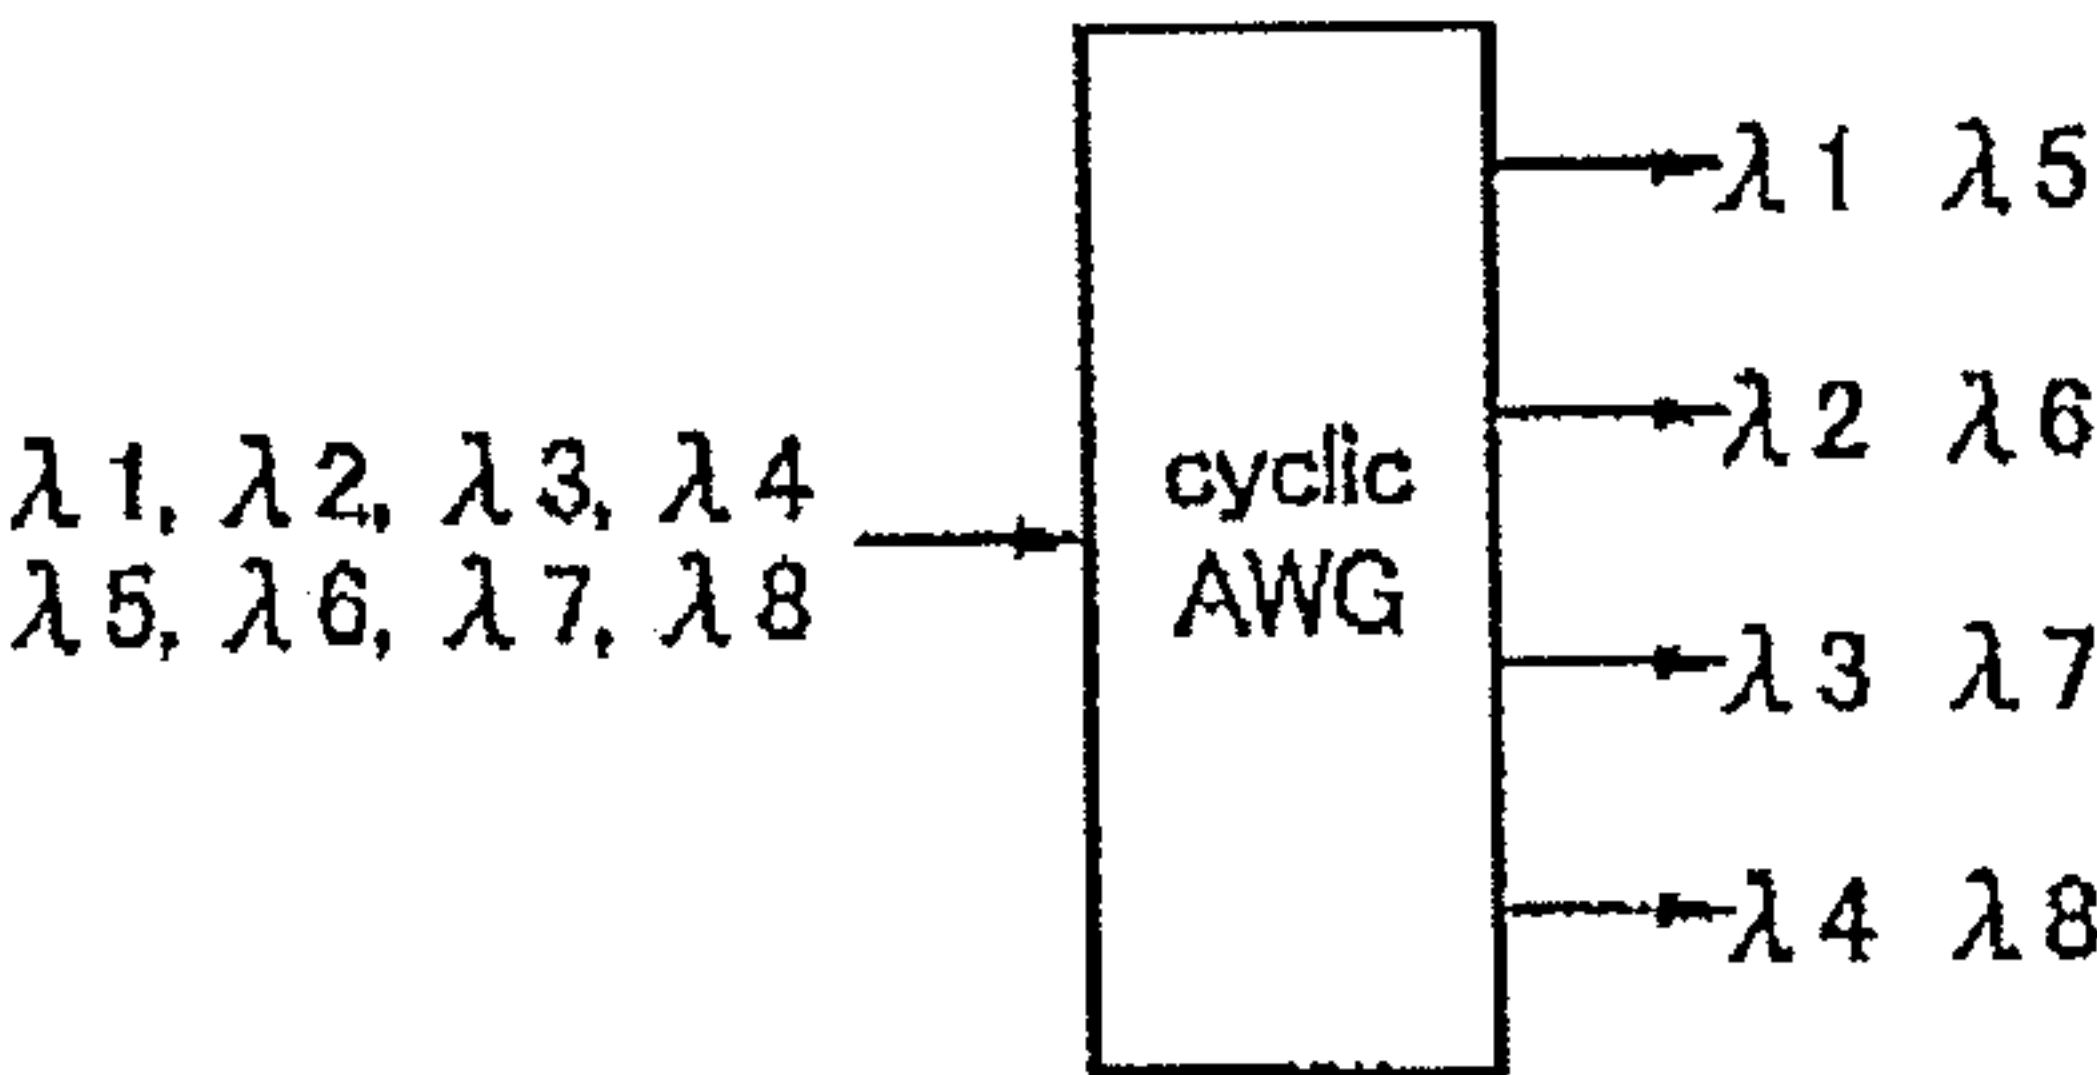 λ1, λ2, λ3, λ4
λ5, λ6, λ7, λ8
cyclic
AWG
λ1 λ5
λ2 λ6
λ3 λ7
λ4 λ8